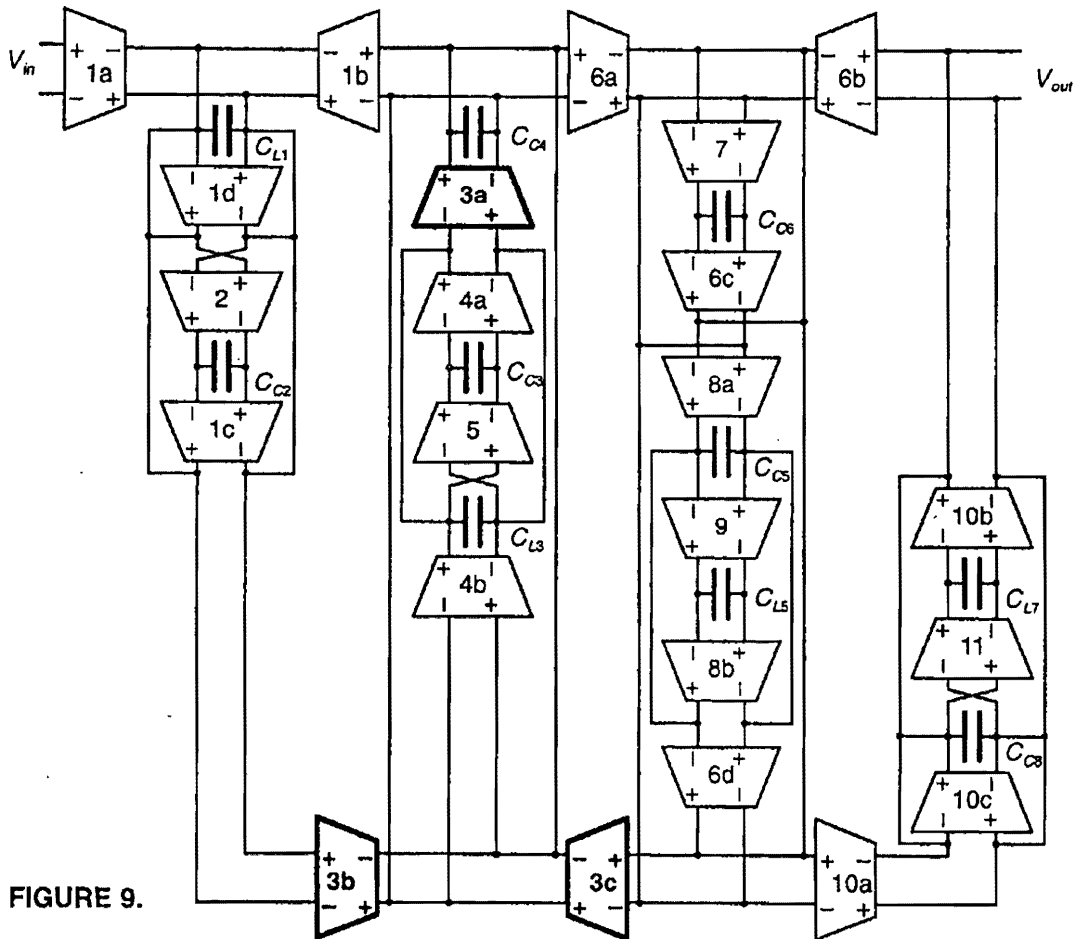 V_in
+ − 1a − +
− + 1b + −
+ − 6a − +
− + 6b + −
V_out
C_L1
− − 1d + −
− + 2 + −
C_C2
− + 1c + −
C_C4
+ − 3a − +
+ − 4a − +
C_C3
+ − 5 − +
C_L3
+ − 4b − +
− + 7 + −
C_C6
− + 6c + −
− + 8a + −
C_C5
− + 9 + −
C_L5
− + 8b + −
− + 6d + −
+ − 10b − +
C_L7
+ − 11 − +
C_C8
+ − 10c − +
+ − 3b − +
− + 3c + −
+ − 10a − +
FIGURE 9.